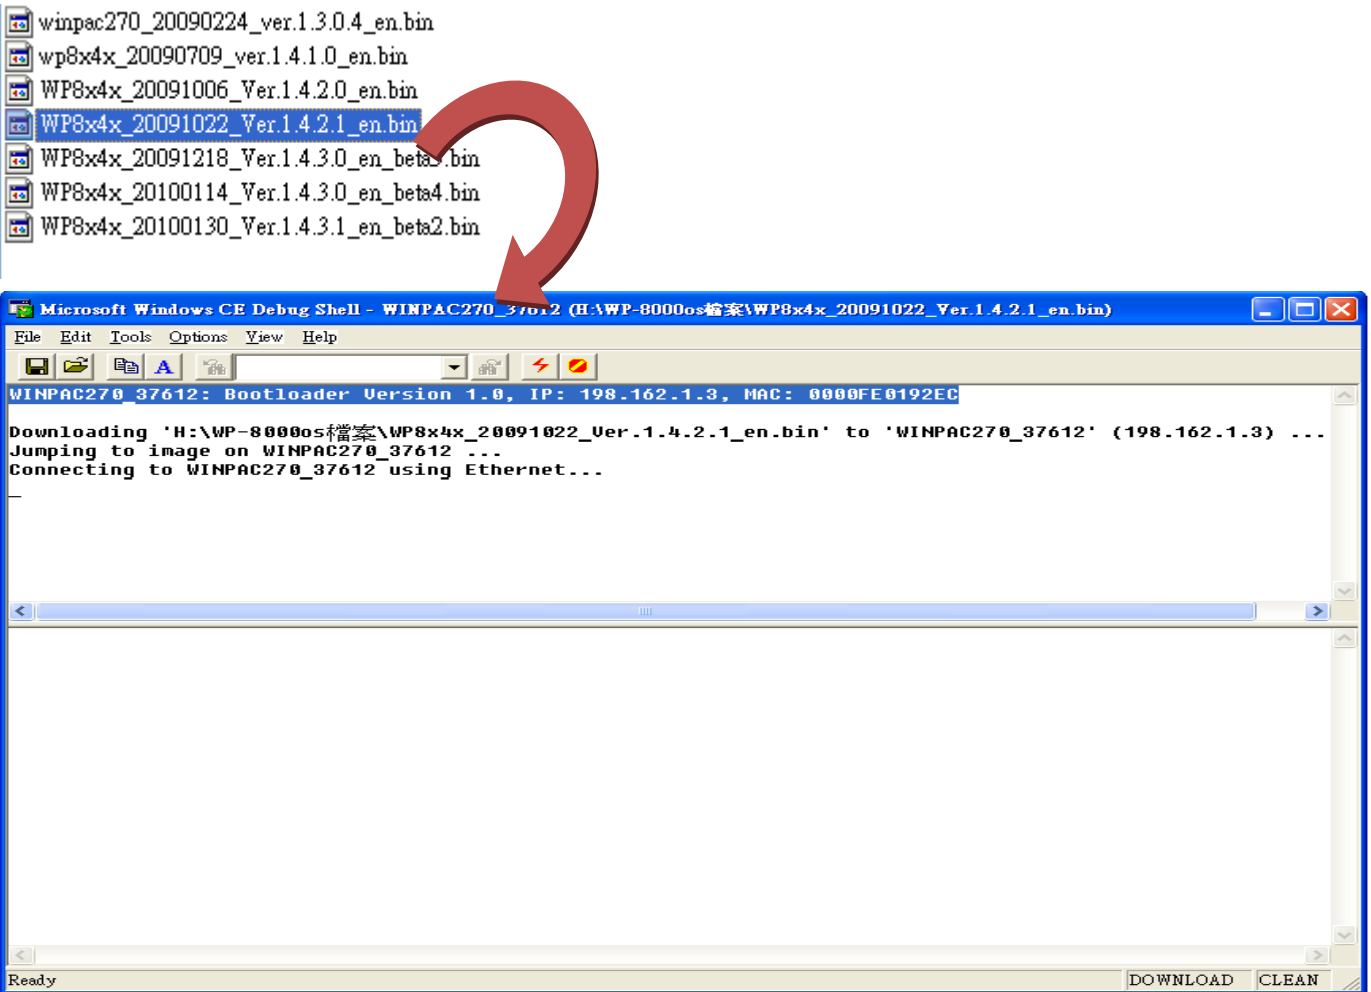 winpac270_20090224_ver.1.3.0.4_en.bin
wp8x4x_20090709_ver.1.4.1.0_en.bin
WP8x4x_20091006_Ver.1.4.2.0_en.bin
WP8x4x_20091022_Ver.1.4.2.1_en.bin
WP8x4x_20091218_Ver.1.4.3.0_en_beta3.bin
WP8x4x_20100114_Ver.1.4.3.0_en_beta4.bin
WP8x4x_20100130_Ver.1.4.3.1_en_beta2.bin
Microsoft Windows CE Debug Shell - WINPAC270_37612 (H:\WP-8000os檔案\WP8x4x_20091022_Ver.1.4.2.1_en.bin)
File Edit Tools Options View Help
WINPAC270_37612: Bootloader Version 1.0, IP: 198.162.1.3, MAC: 0000FE0192EC
Downloading 'H:\WP-8000os檔案\WP8x4x_20091022_Ver.1.4.2.1_en.bin' to 'WINPAC270_37612' (198.162.1.3) ...
Jumping to image on WINPAC270_37612 ...
Connecting to WINPAC270_37612 using Ethernet...
Ready DOWNLOAD CLEAN